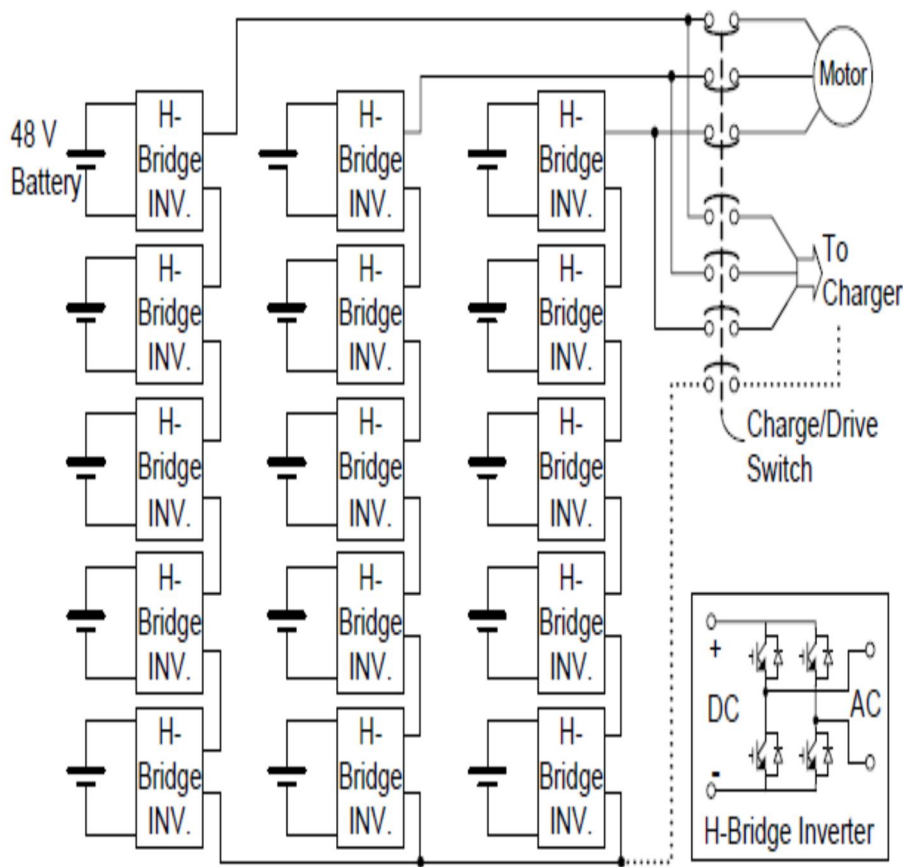 Motor
48 V
Battery
H-
Bridge
INV.
H-
Bridge
INV.
H-
Bridge
INV.
To
Charger
H-
Bridge
INV.
H-
Bridge
INV.
H-
Bridge
INV.
Charge/Drive
Switch
H-
Bridge
INV.
H-
Bridge
INV.
H-
Bridge
INV.
H-
Bridge
INV.
H-
Bridge
INV.
H-
Bridge
INV.
H-
Bridge
INV.
H-
Bridge
INV.
H-
Bridge
INV.
+
DC
AC
-
H-Bridge Inverter